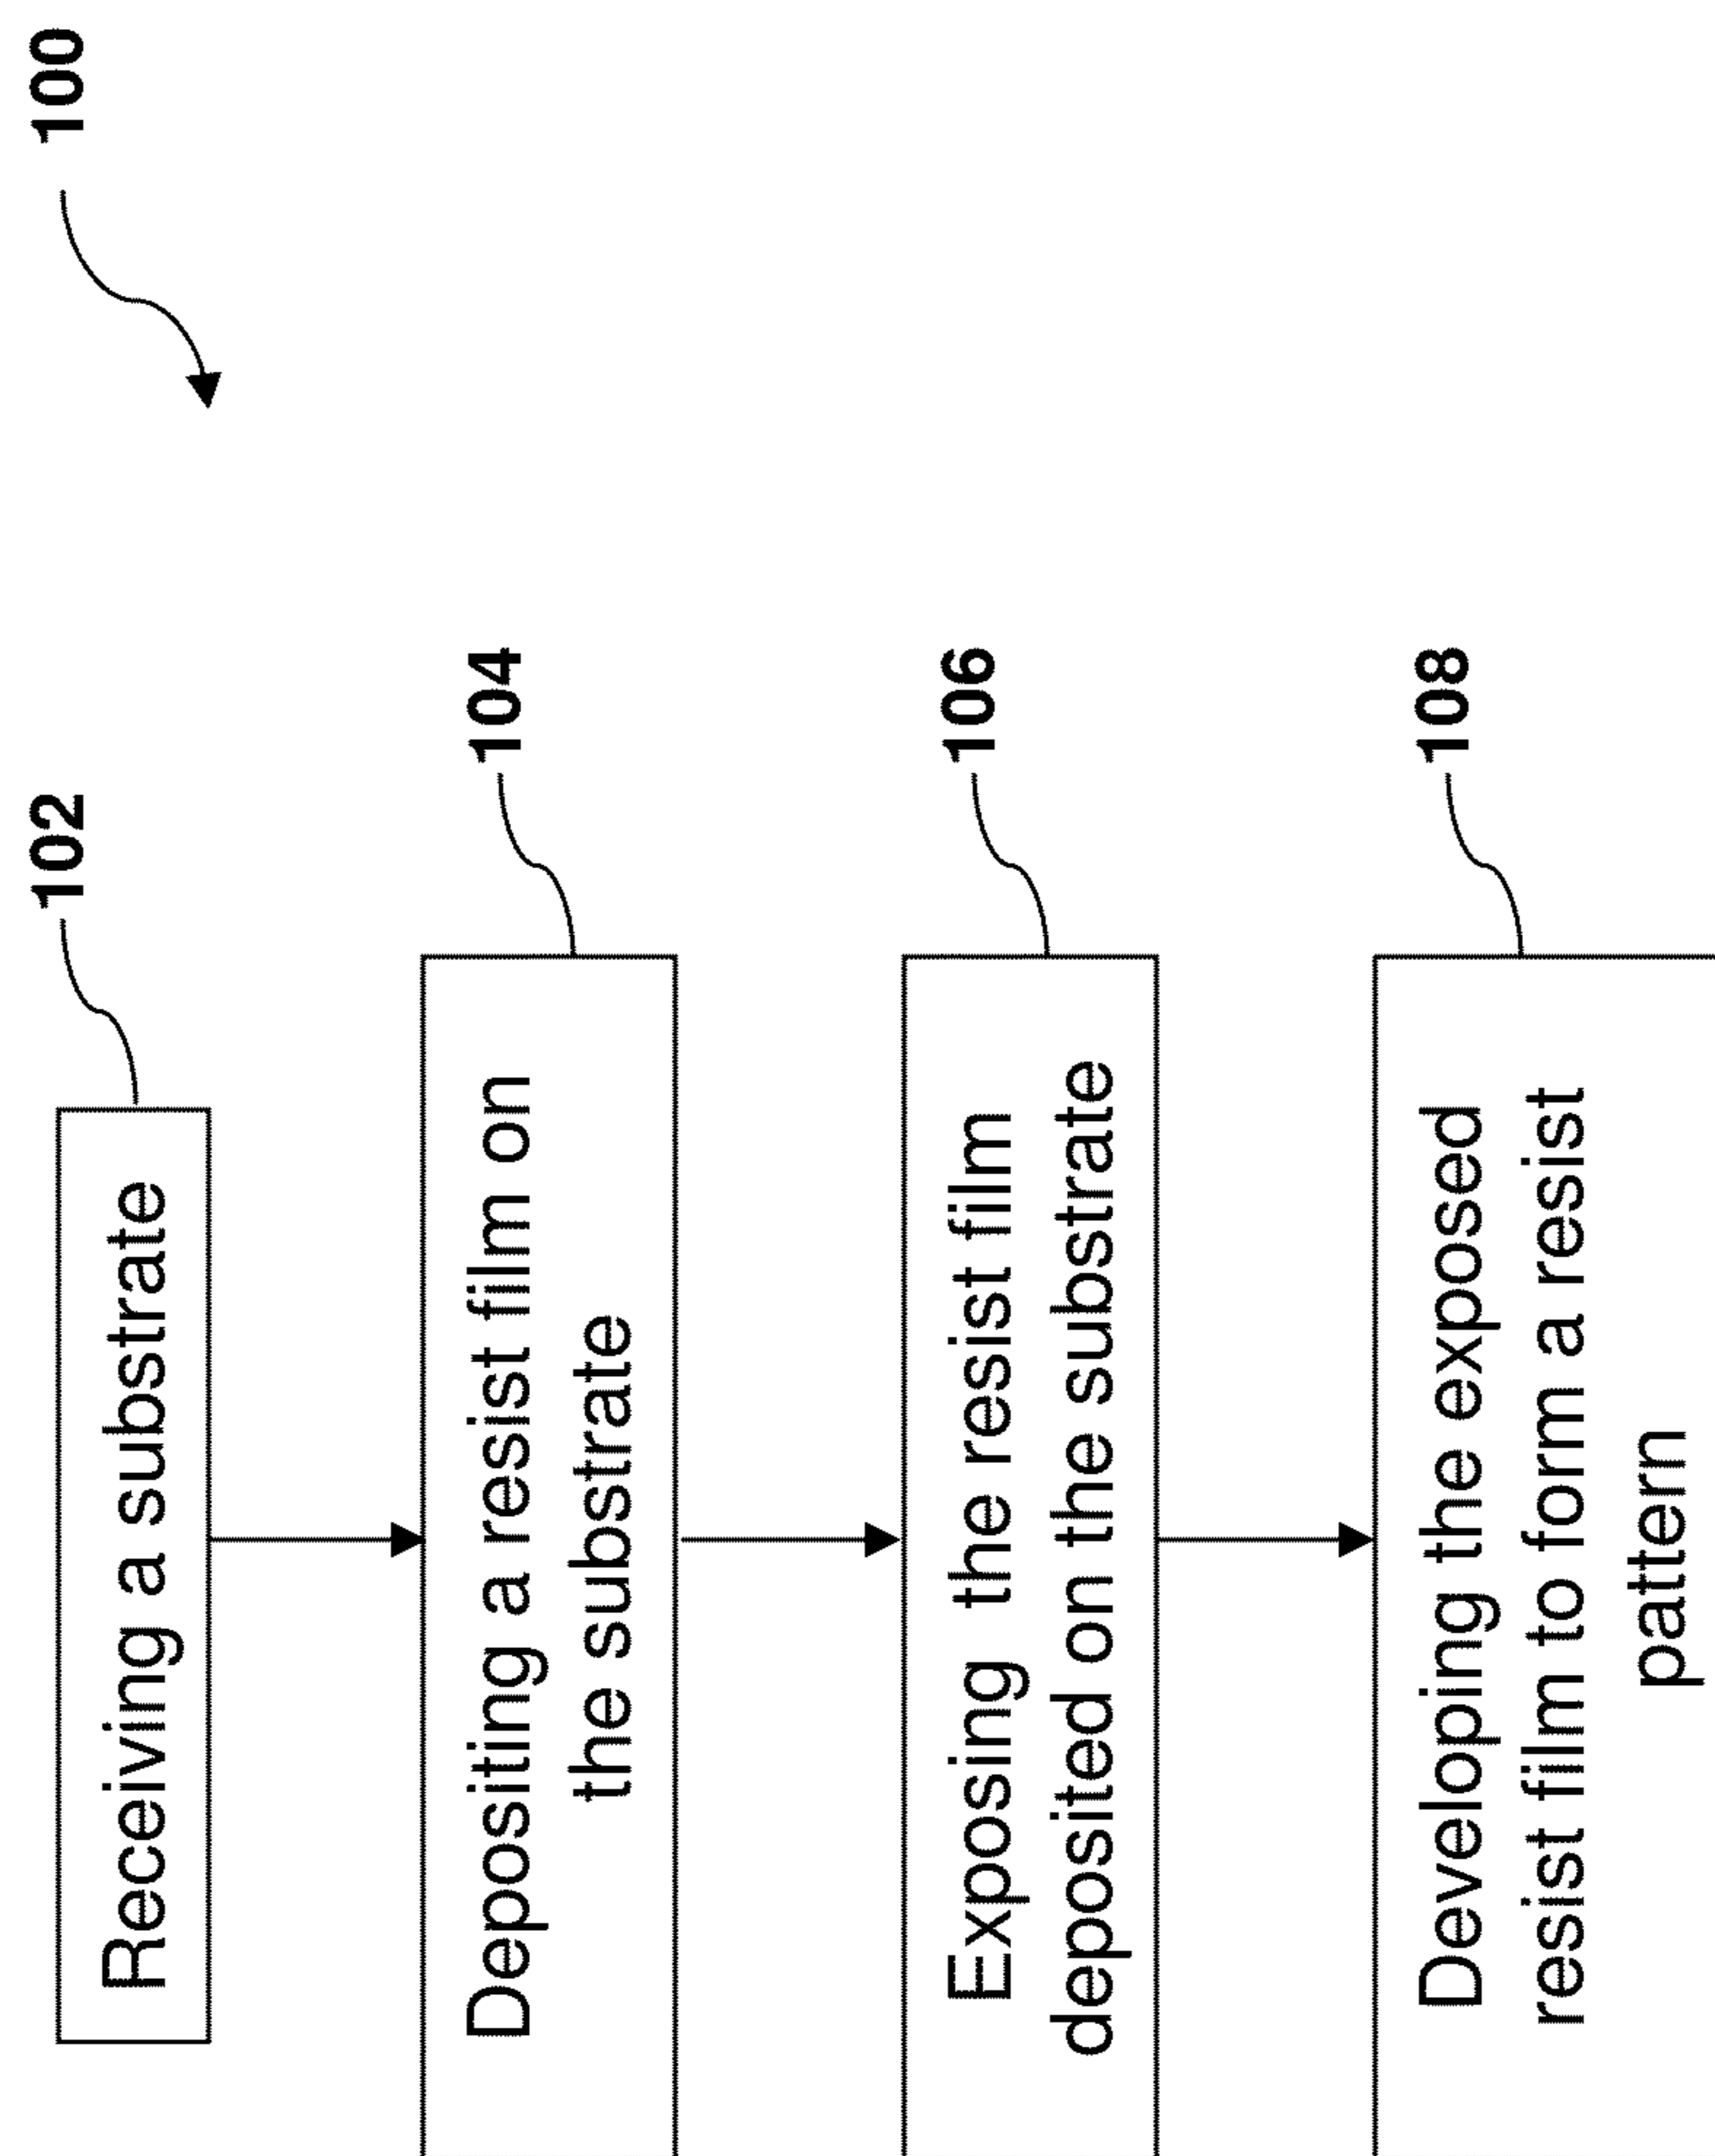 100
102
Receiving a substrate
104
Depositing a resist film on
the substrate
106
Exposing the resist film
deposited on the substrate
108
Developing the exposed
resist film to form a resist
pattern